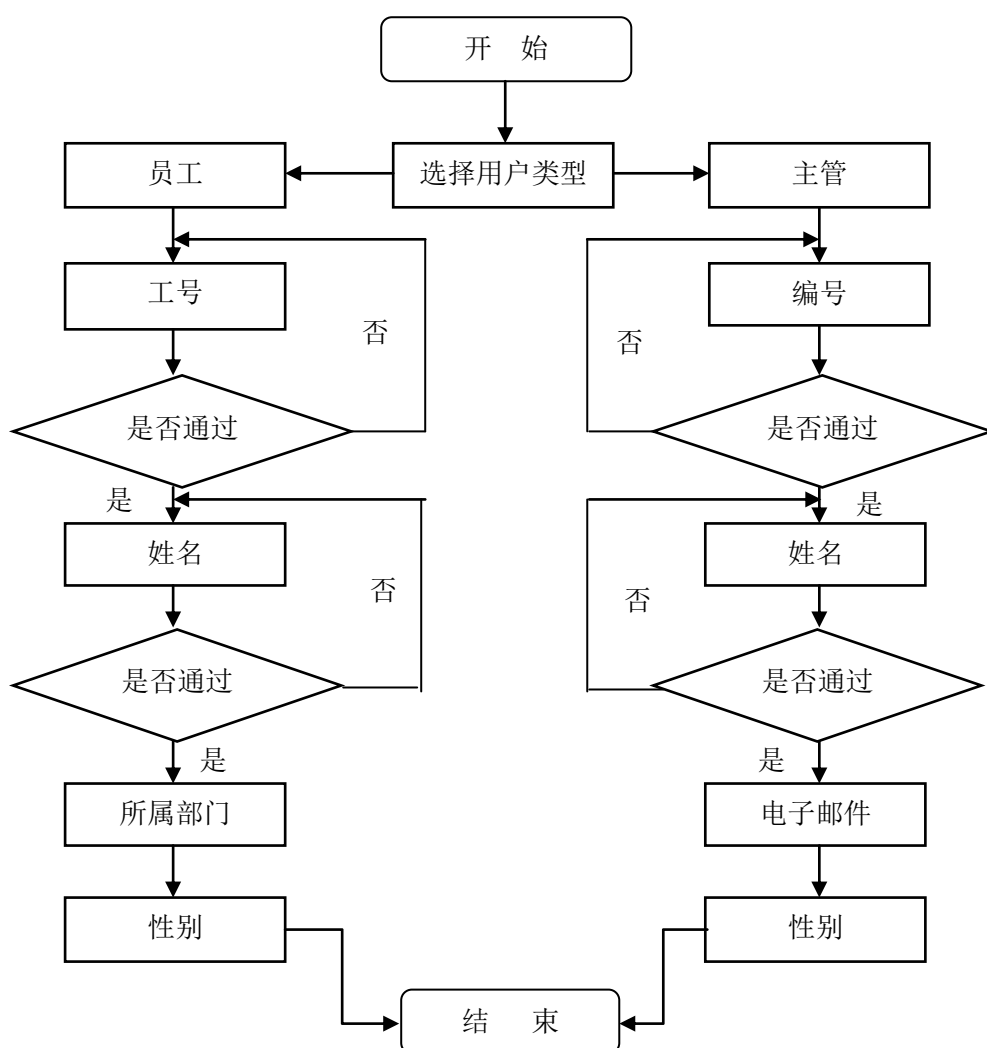 开 始
员工
选择用户类型
主管
工号
编号
否
否
是否通过
是否通过
是
是
姓名
姓名
否
否
是否通过
是否通过
是
是
所属部门
电子邮件
性别
性别
结 束